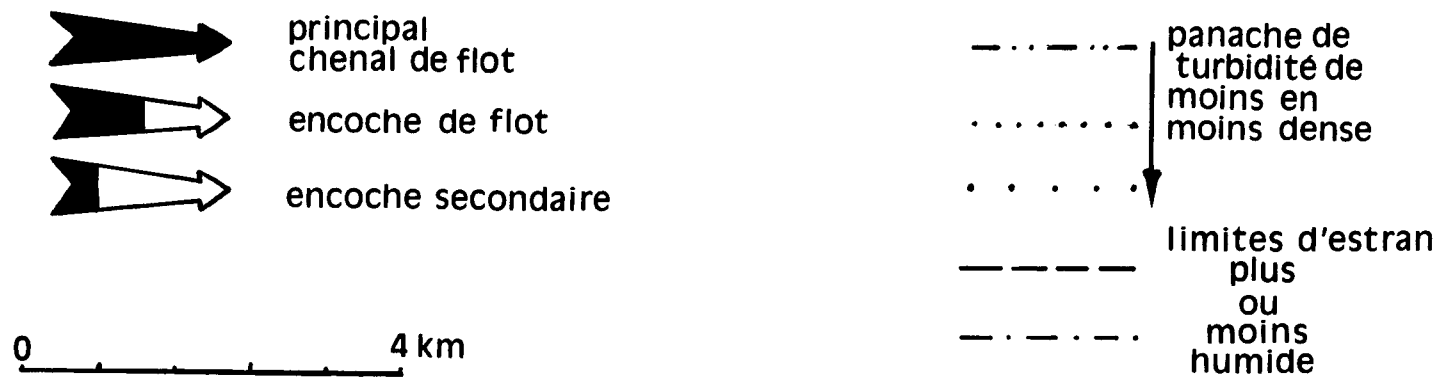 principal
chenal de flot
encoche de flot
encoche secondaire
0 4 km
panache de
turbidité de
moins en
moins dense
limites d'estran
plus
ou
moins
humide